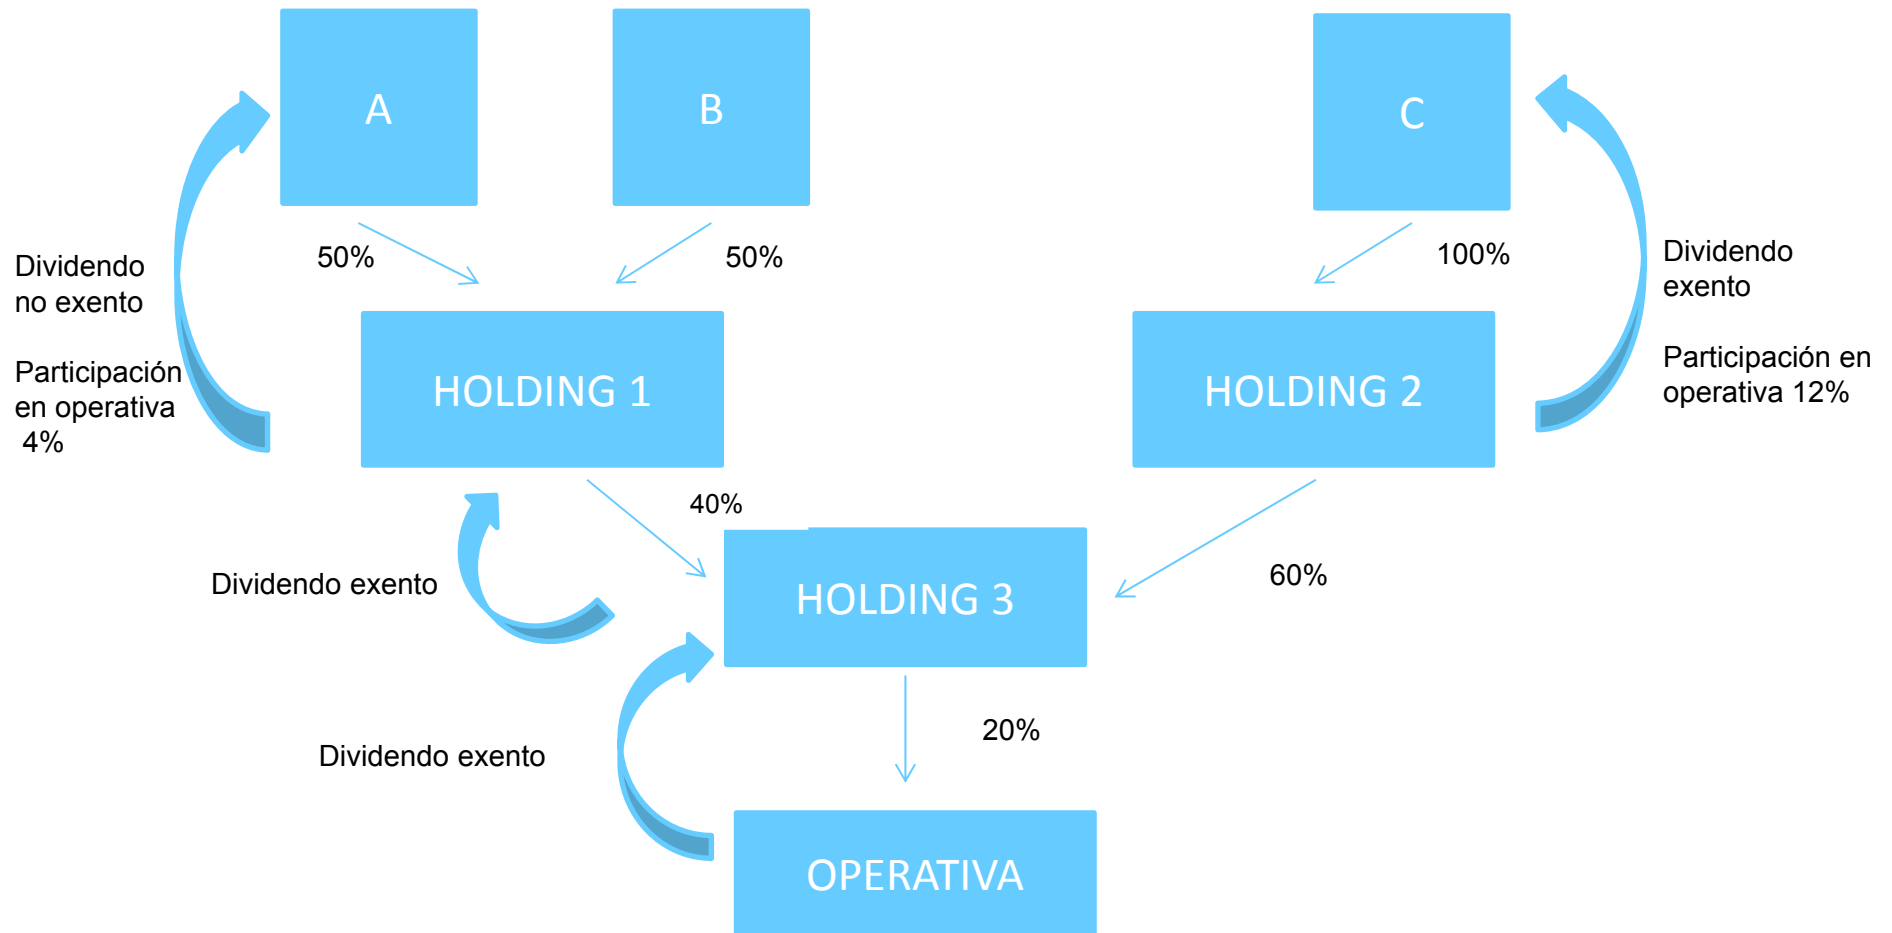 A
B
C
50%
50%
100%
Dividendo
no exento
Participación
en operativa
4%
Dividendo
exento
Participación en
operativa 12%
HOLDING 1
HOLDING 2
40%
60%
Dividendo exento
HOLDING 3
20%
Dividendo exento
OPERATIVA